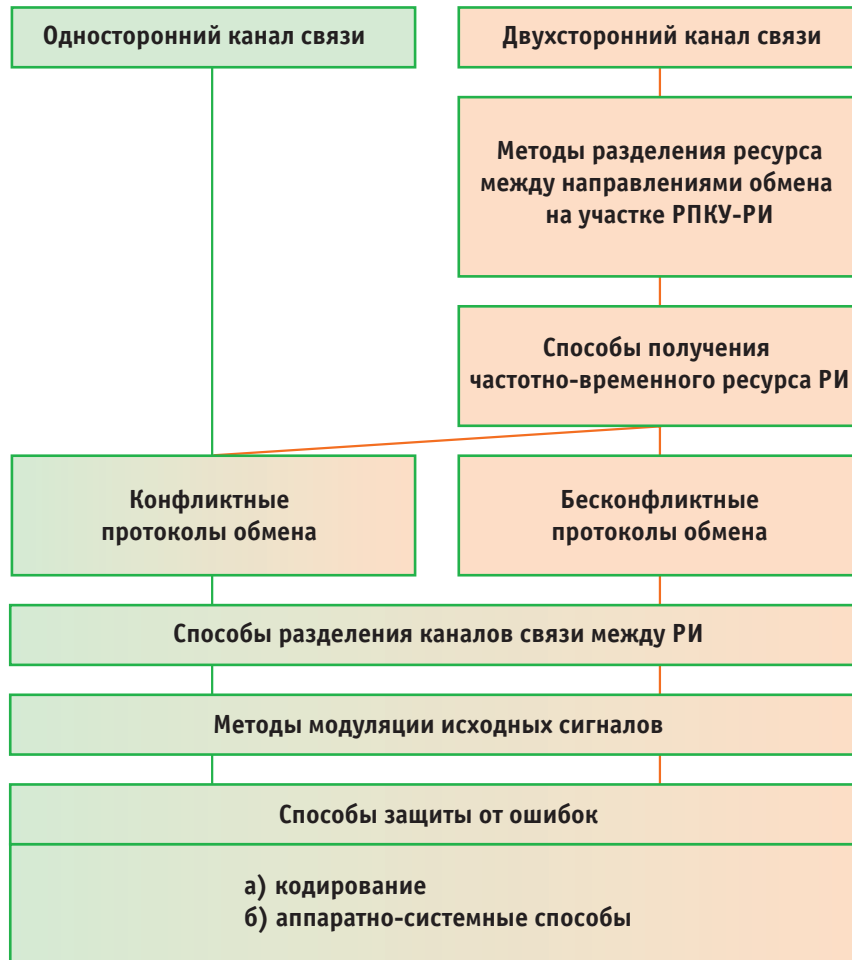 Односторонний канал связи
Двухсторонний канал связи
Методы разделения ресурса
между направлениями обмена
на участке РПКУ-РИ
Способы получения
частотно-временного ресурса РИ
Конфликтные
протоколы обмена
Бесконфликтные
протоколы обмена
Способы разделения каналов связи между РИ
Методы модуляции исходных сигналов
Способы защиты от ошибок
а) кодирование
б) аппаратно-системные способы